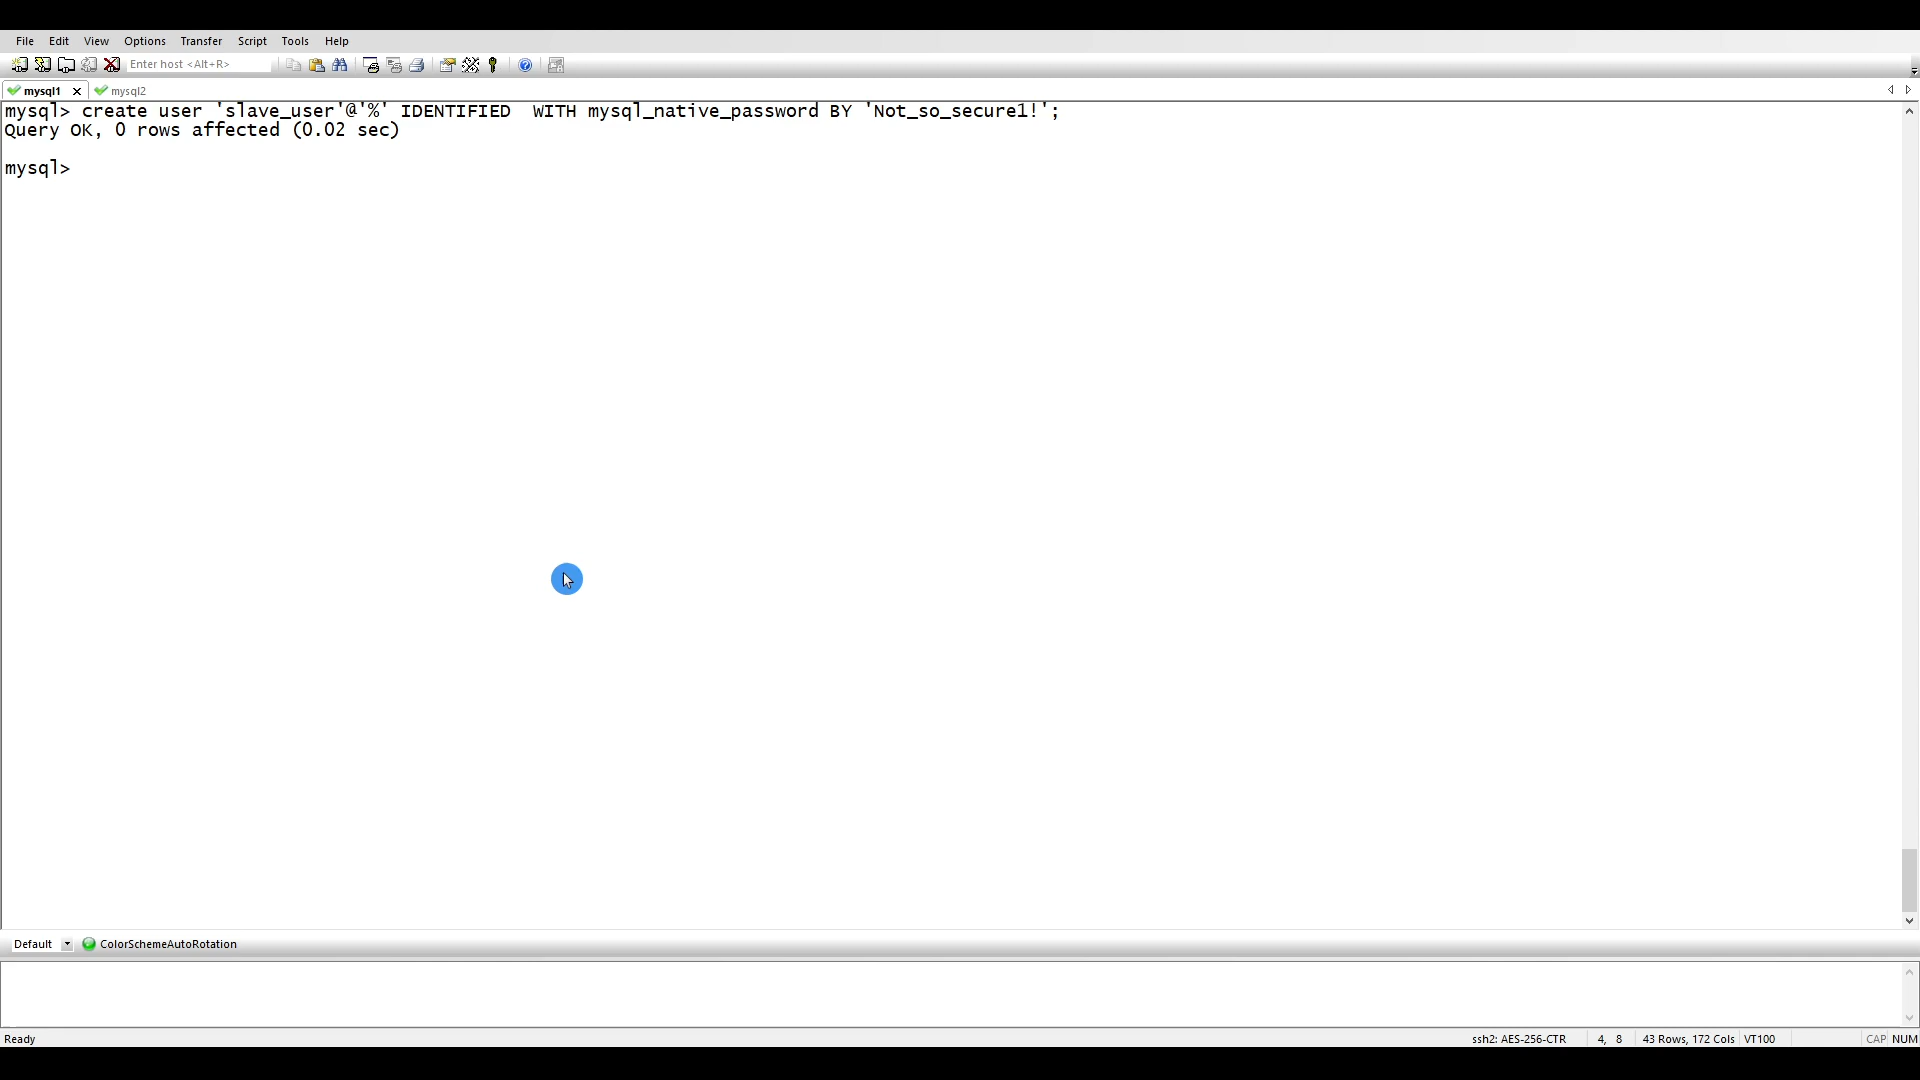 File Edit View Options Transfer Script Tools Help
Enter host <Alt+R>
mysql1 mysql2
mysql> create user 'slave_user'@'%' IDENTIFIED  WITH mysql_native_password BY 'Not_so_secure1!';
Query OK, 0 rows affected (0.02 sec)
mysql>
Default ColorSchemeAutoRotation
Ready ssh2: AES-256-CTR 4, 8 43 Rows, 172 Cols VT100 CAP NUM